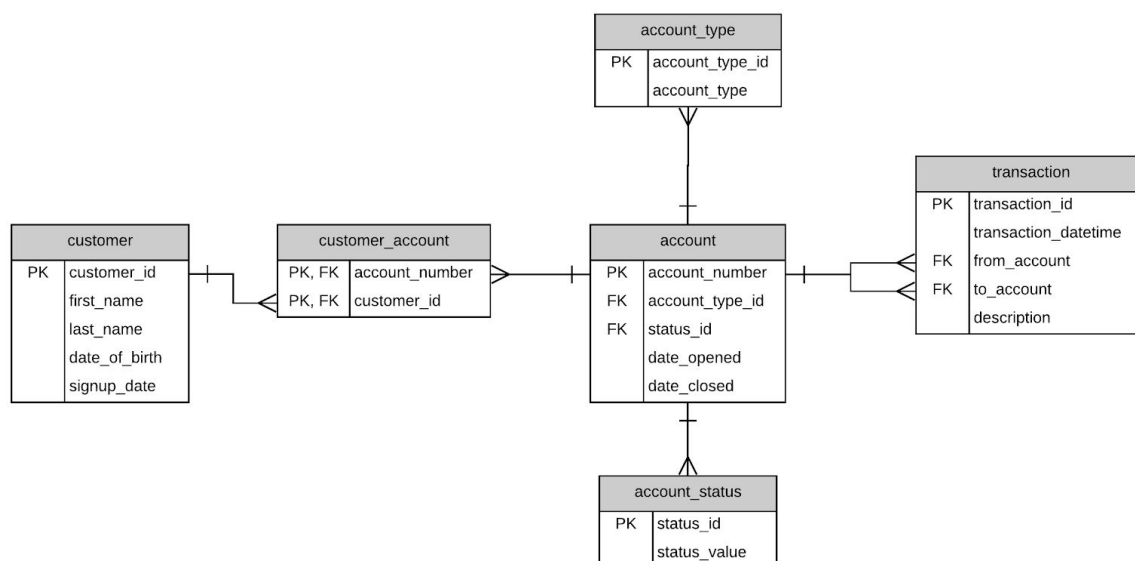 account_type
PK account_type_id
account_type
transaction
PK transaction_id
transaction_datetime
FK from_account
FK to_account
description
customer
PK customer_id
first_name
last_name
date_of_birth
signup_date
customer_account
PK, FK account_number
PK, FK customer_id
account
PK account_number
FK account_type_id
FK status_id
date_opened
date_closed
account_status
PK status_id
status_value